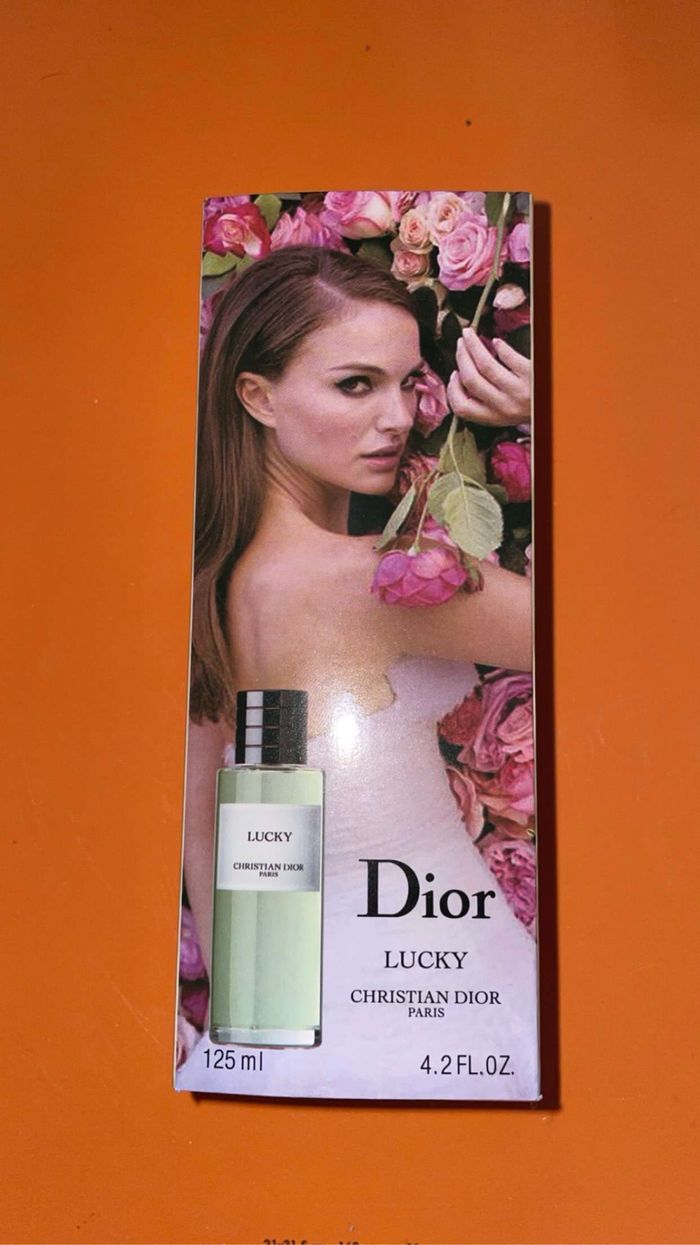 LUCKY
CHRISTIAN DIOR
PARIS
Dior
LUCKY
CHRISTIAN DIOR
PARIS
125 ml
4.2 FL.OZ.